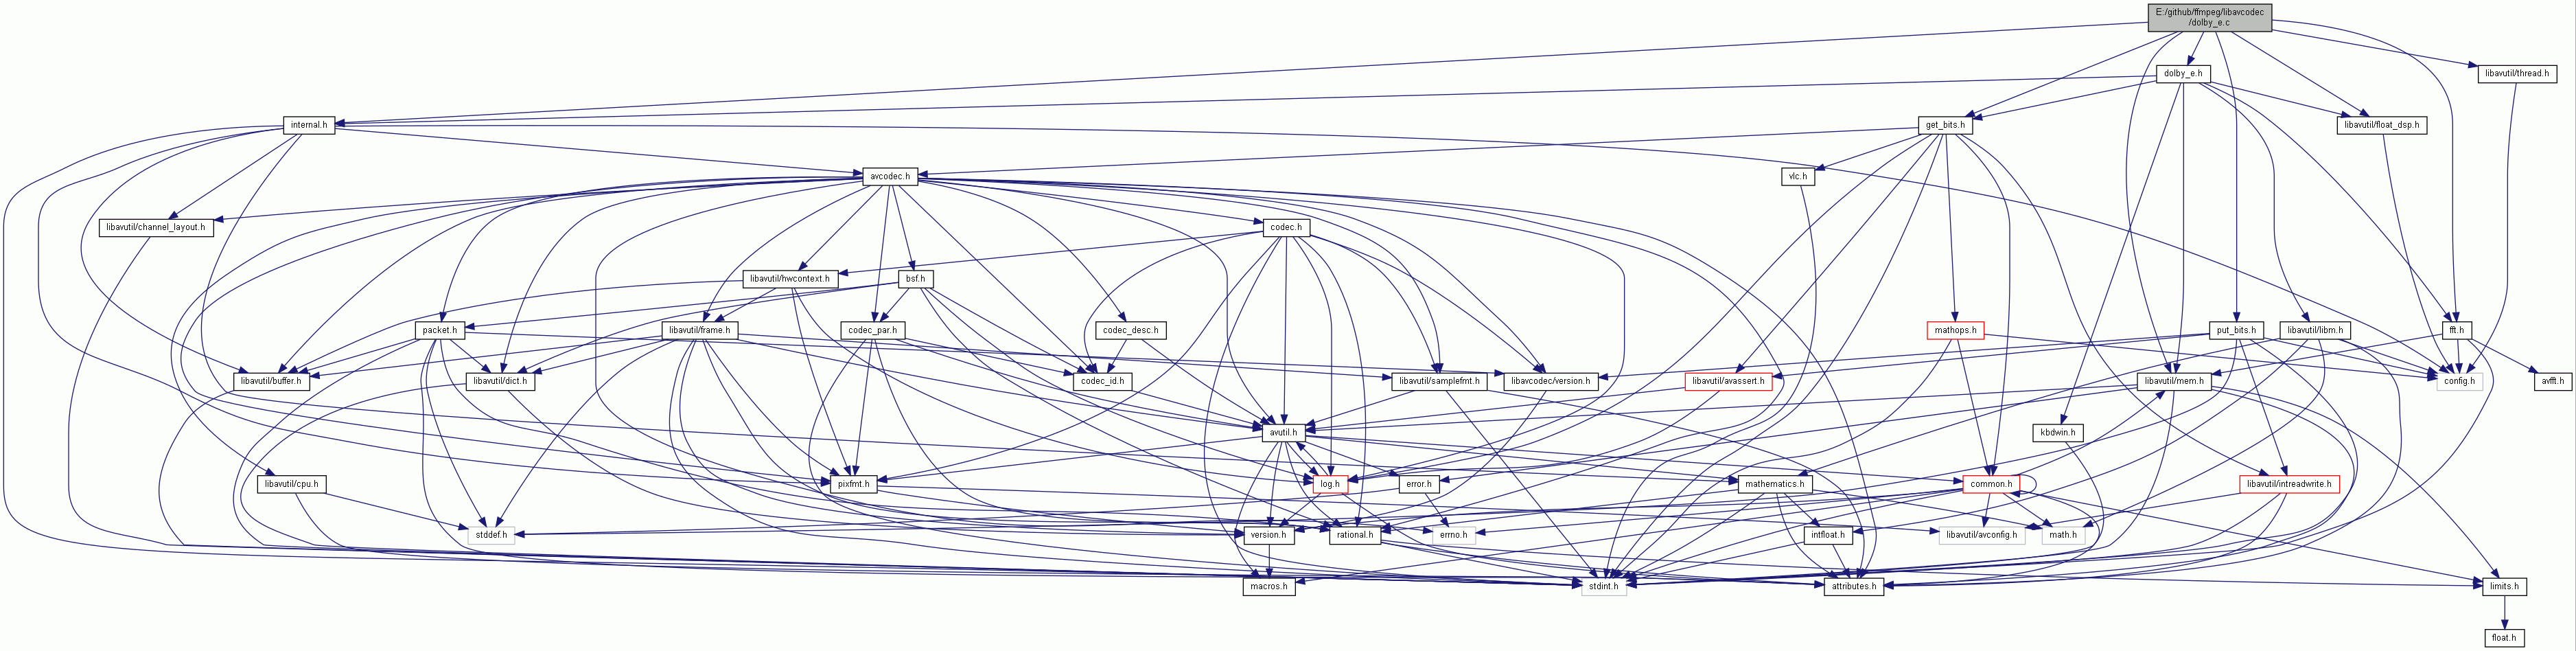 E:/github/ffmpeg/libavcodec
/dolby_e.c
dolby_e.h
libavutil/thread.h
internal.h
get_bits.h
libavutil/float_dsp.h
avcodec.h
vlc.h
libavutil/channel_layout.h
codec.h
libavutil/hwcontext.h
bsf.h
packet.h
libavutil/frame.h
codec_par.h
codec_desc.h
mathops.h
put_bits.h
libavutil/libm.h
fft.h
libavutil/buffer.h
libavutil/dict.h
codec_id.h
libavutil/samplefmt.h
libavcodec/version.h
libavutil/avassert.h
libavutil/mem.h
config.h
avfft.h
avutil.h
kbdwin.h
libavutil/cpu.h
pixfmt.h
log.h
error.h
mathematics.h
common.h
libavutil/intreadwrite.h
stddef.h
version.h
rational.h
errno.h
intfloat.h
libavutil/avconfig.h
math.h
macros.h
stdint.h
attributes.h
limits.h
float.h